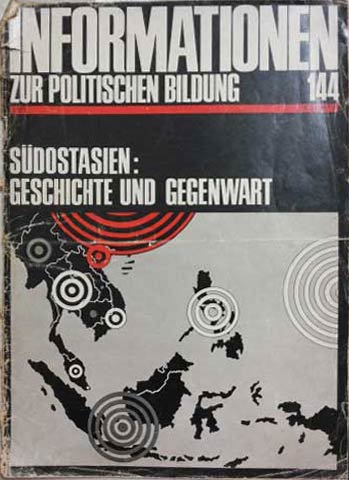 INFORMATIONEN
ZUR POLITISCHEN BILDUNG 144
SÜDOSTASIEN:
GESCHICHTE UND GEGENWART